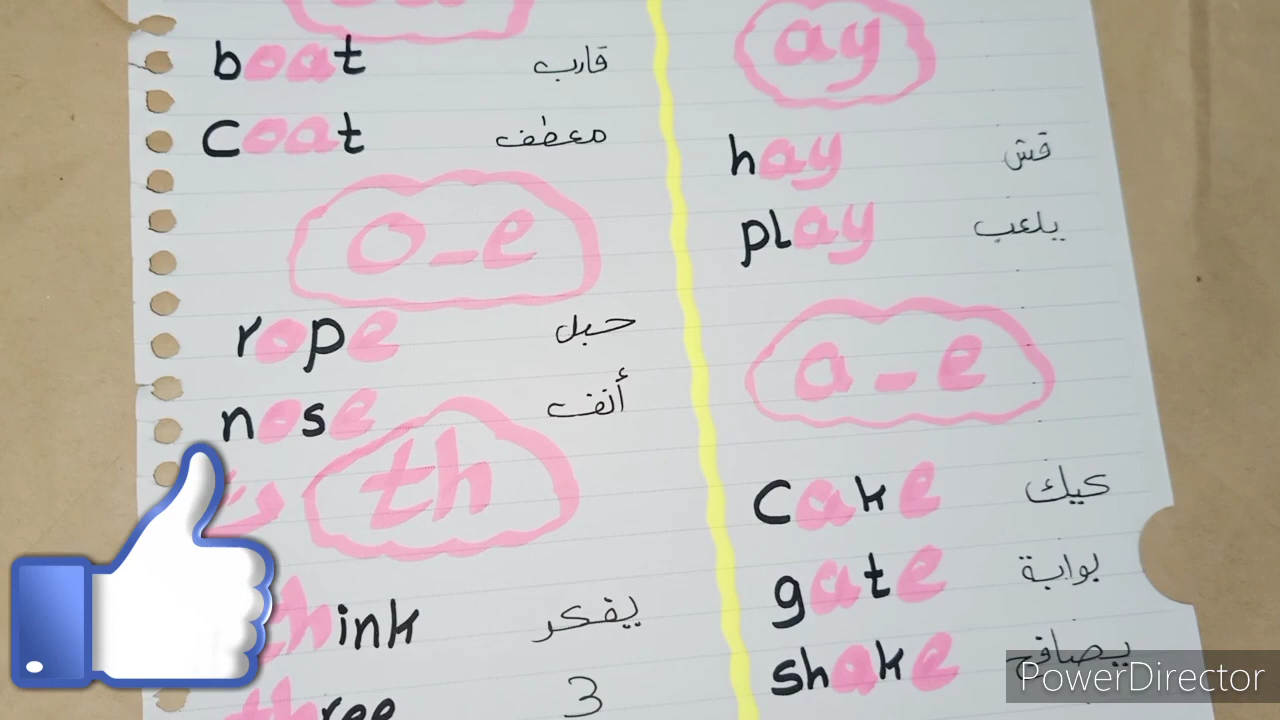 boat قارب
coat معطف
o_e
rope حبل
nose أنف
th
think يفكر
three 3
ay
hay قش
play يلعب
a_e
cake كيك
gate بوابة
shake يصافح
PowerDirector